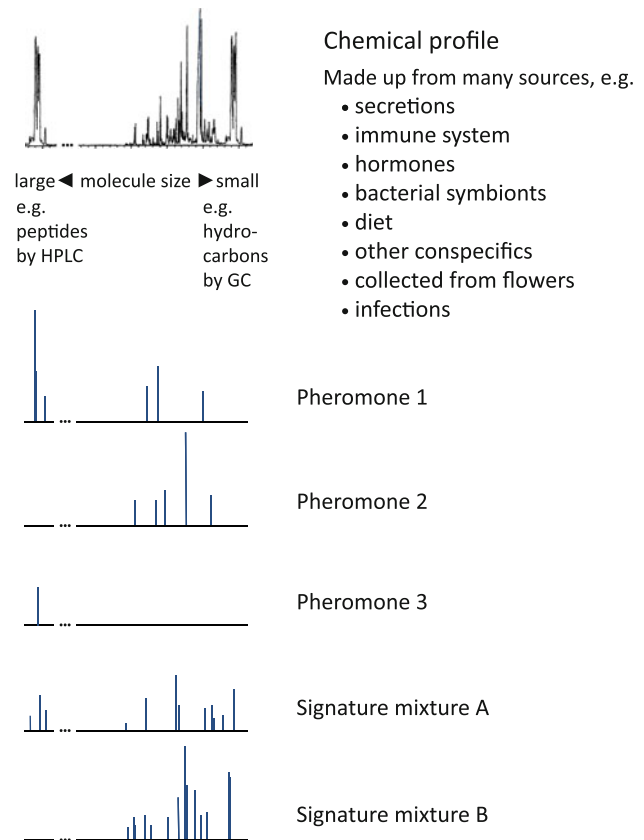 Chemical profile
Made up from many sources, e.g.
• secretions
• immune system
• hormones
• bacterial symbionts
• diet
• other conspecifics
• collected from flowers
• infections
•••
large ◄ molecule size ► small
e.g.
peptides
by HPLC
e.g.
hydro-
carbons
by GC
•••
Pheromone 1
•••
Pheromone 2
•••
Pheromone 3
•••
Signature mixture A
•••
Signature mixture B